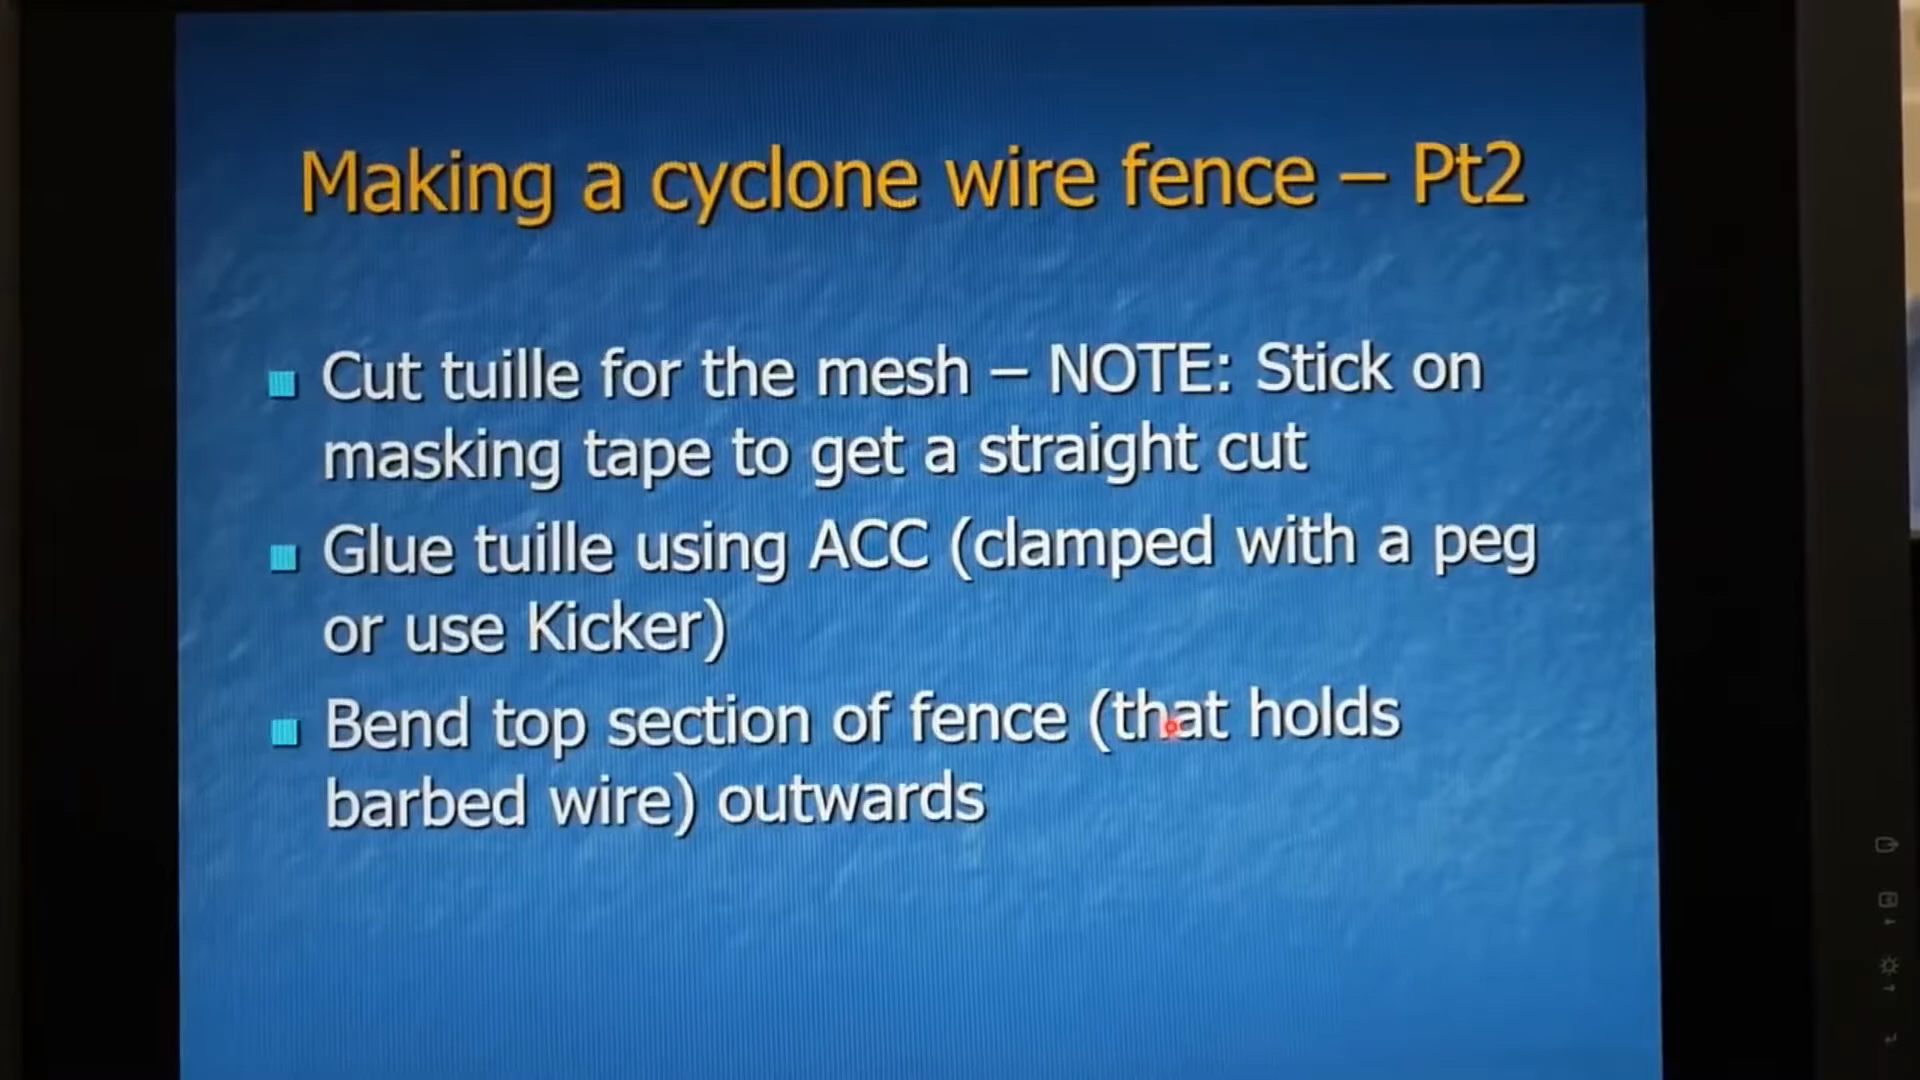 Making a cyclone wire fence – Pt2
Cut tuille for the mesh – NOTE: Stick on
masking tape to get a straight cut
Glue tuille using ACC (clamped with a peg
or use Kicker)
Bend top section of fence (that holds
barbed wire) outwards